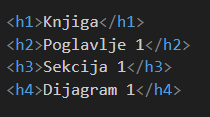 <h1>Knjiga</h1>
<h2>Poglavlje 1</h2>
<h3>Sekcija 1</h3>
<h4>Dijagram 1</h4>